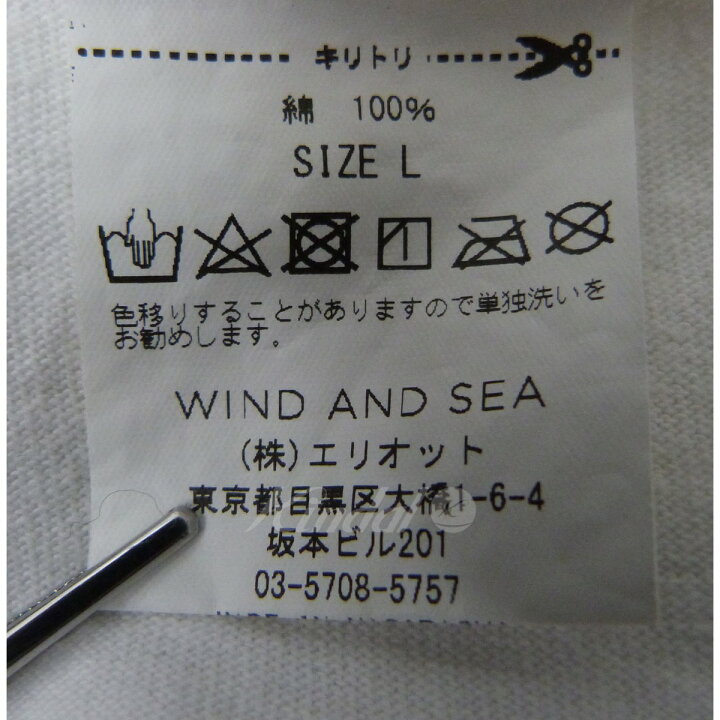 キリトリ
綿 100%
SIZE L
色移りすることがありますので単独洗いを
お勧めします。
WIND AND SEA
(株)エリオット
東京都目黒区大橋1-6-4
坂本ビル201
03-5708-5757